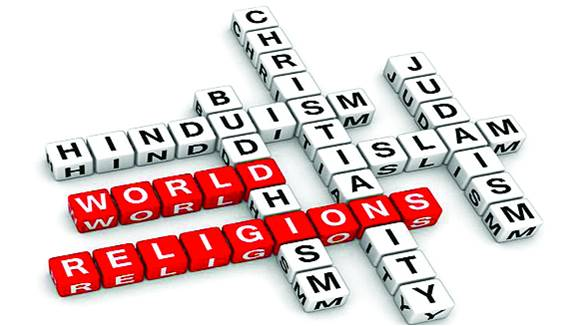 CHRISTIANITY
JUDAISM
BUDDHISM
HINDUISM
ISLAM
WORLD
RELIGIONS